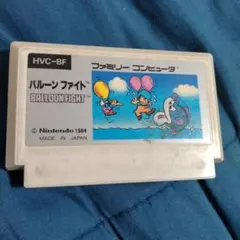 HVC-BF
ファミリー コンピュータ
バルーン ファイト
BALLOON FIGHT
© Nintendo 1984
MADE IN JAPAN